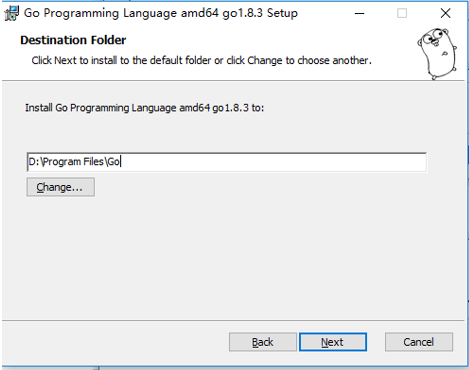 Go Programming Language amd64 go1.8.3 Setup
Destination Folder
Click Next to install to the default folder or click Change to choose another.
Install Go Programming Language amd64 go1.8.3 to:
D:\Program Files\Go
Change...
Back Next Cancel